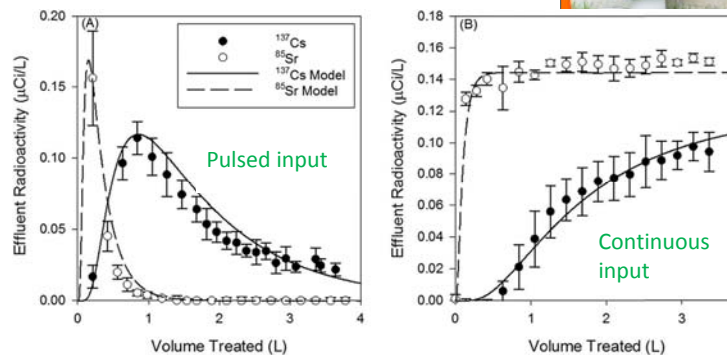 (A)
¹³⁷Cs
⁸⁵Sr
¹³⁷Cs Model
⁸⁵Sr Model
Pulsed input
Effluent Radioactivity (µCi/L)
0.20
0.15
0.10
0.05
0.00
0 1 2 3 4
Volume Treated (L)
(B)
Continuous
input
Effluent Radioactivity (µCi/L)
0.18
0.16
0.14
0.12
0.10
0.08
0.06
0.04
0.02
0.00
0 1 2 3
Volume Treated (L)